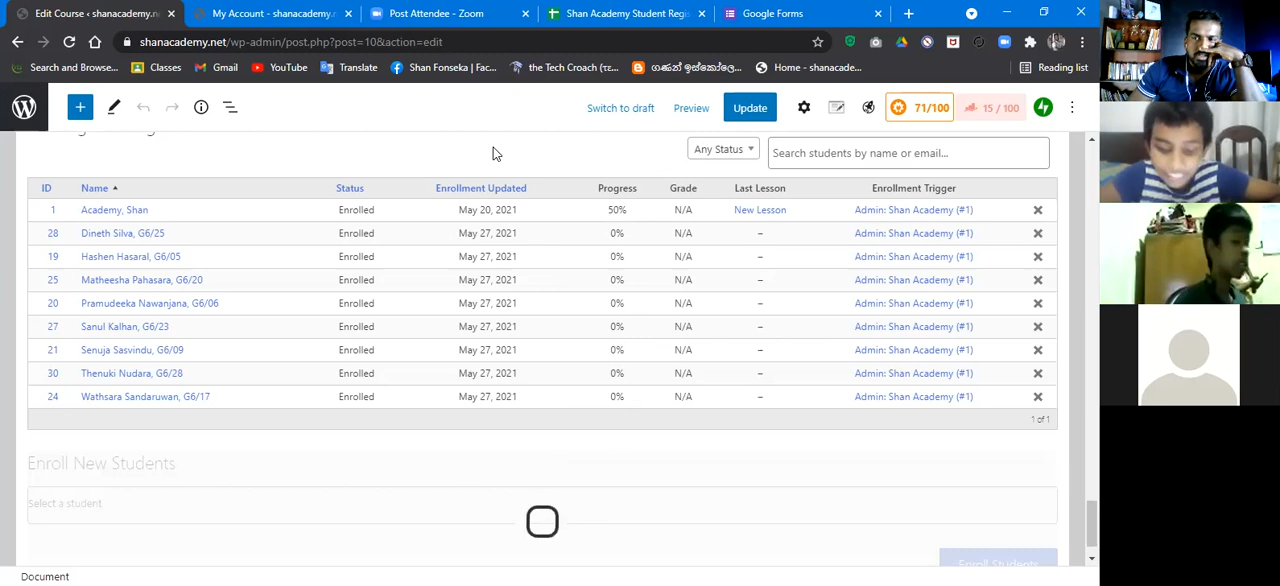 Edit Course ‹ shanacademy.n
My Account - shanacademy.n
Post Attendee - Zoom
Shan Academy Student Regis
Google Forms
shanacademy.net/wp-admin/post.php?post=10&action=edit
Search and Browse...
Classes
Gmail
YouTube
Translate
Shan Fonseka | Fac...
the Tech Coach (
Home - shanacade...
Reading list
Switch to draft
Preview
Update
71/100
15 / 100
Any Status
Search students by name or email...
ID Name Status Enrollment Updated Progress Grade Last Lesson Enrollment Trigger
1 Academy, Shan Enrolled May 20, 2021 50% N/A New Lesson Admin: Shan Academy (#1)
28 Dineth Silva, G6/25 Enrolled May 27, 2021 0% N/A – Admin: Shan Academy (#1)
19 Hashen Hasaral, G6/05 Enrolled May 27, 2021 0% N/A – Admin: Shan Academy (#1)
25 Matheesha Pahasara, G6/20 Enrolled May 27, 2021 0% N/A – Admin: Shan Academy (#1)
20 Pramudeeka Nawanjana, G6/06 Enrolled May 27, 2021 0% N/A – Admin: Shan Academy (#1)
27 Sanul Kalhan, G6/23 Enrolled May 27, 2021 0% N/A – Admin: Shan Academy (#1)
21 Senuja Sasvindu, G6/09 Enrolled May 27, 2021 0% N/A – Admin: Shan Academy (#1)
30 Thenuki Nudara, G6/28 Enrolled May 27, 2021 0% N/A – Admin: Shan Academy (#1)
24 Wathsara Sandaruwan, G6/17 Enrolled May 27, 2021 0% N/A – Admin: Shan Academy (#1)
1 of 1
Enroll New Students
Select a student
Enroll Students
Document